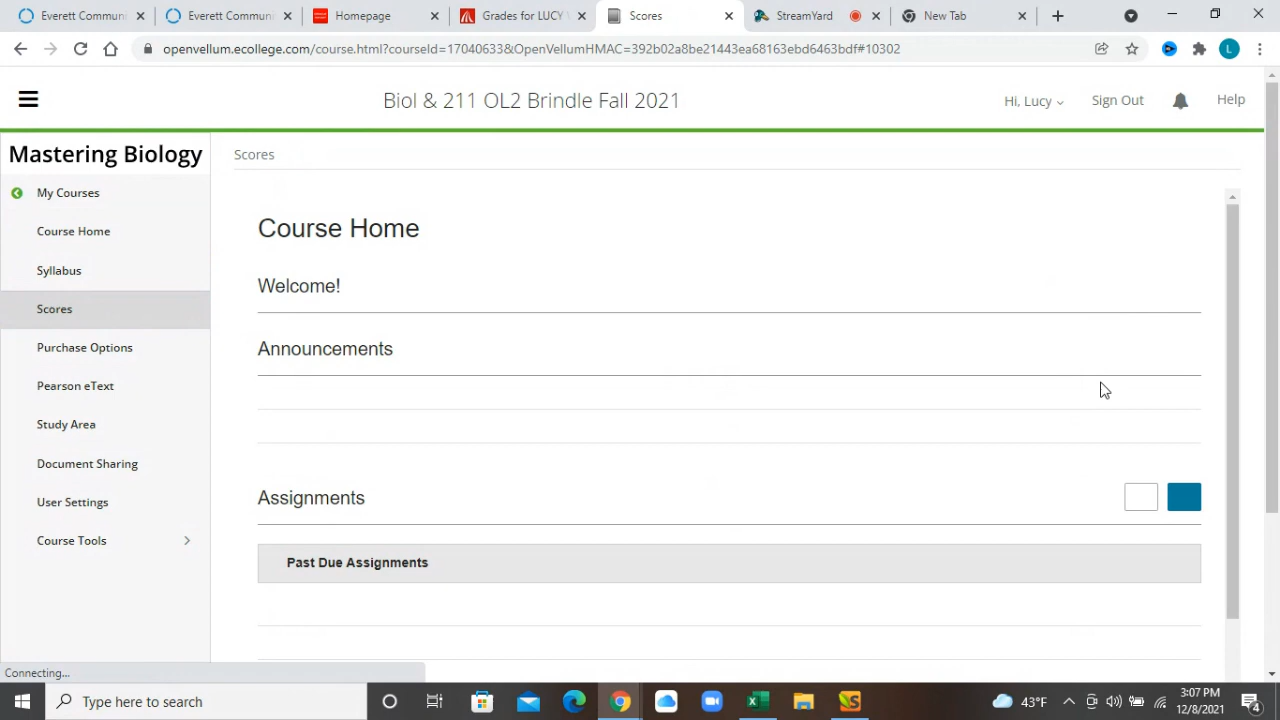 Everett Commun
Everett Commun
Homepage
Grades for LUCY
Scores
StreamYard
New Tab
openvellum.ecollege.com/course.html?courseId=17040633&OpenVellumHMAC=392b02a8be21443ea68163ebd6463bdf#10302
L
Biol & 211 OL2 Brindle Fall 2021
Hi, Lucy
Sign Out
Help
Mastering Biology
Scores
My Courses
Course Home
Syllabus
Scores
Purchase Options
Pearson eText
Study Area
Document Sharing
User Settings
Course Tools
Course Home
Welcome!
Announcements
Assignments
Past Due Assignments
Connecting...
Type here to search
43°F
3:07 PM
12/8/2021
4